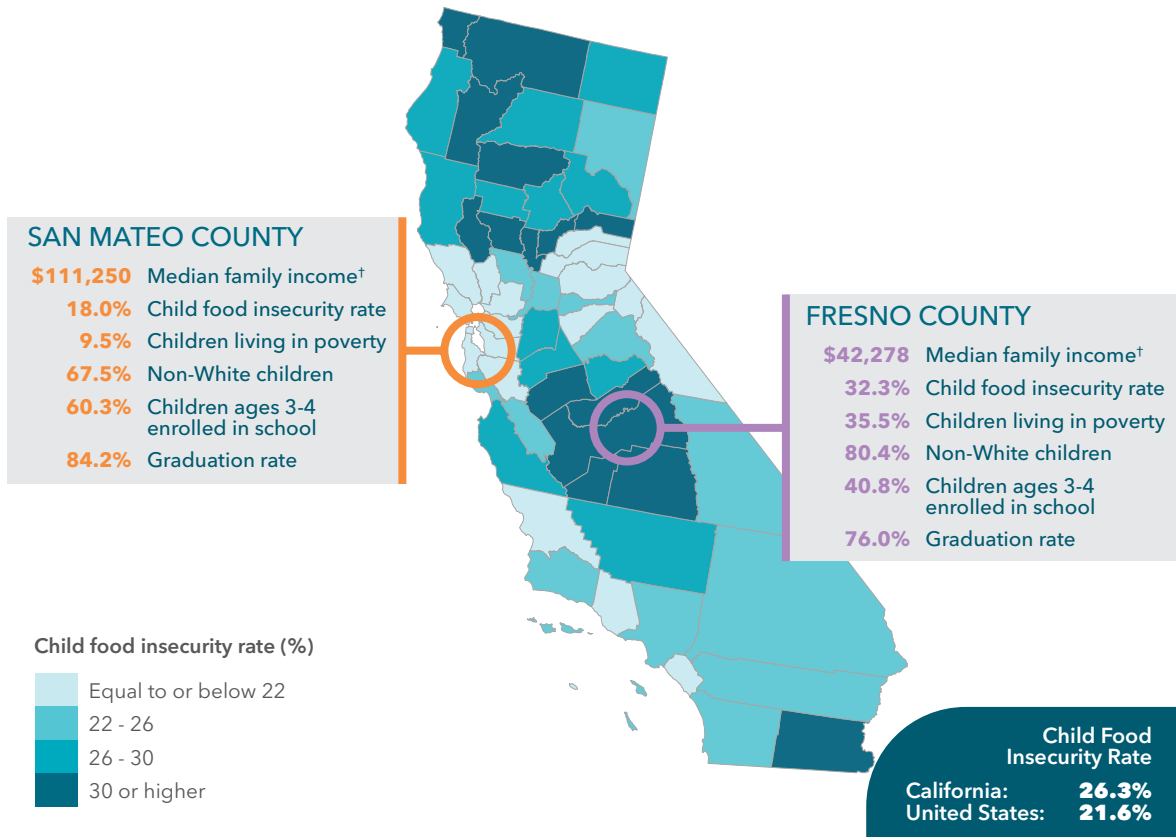 SAN MATEO COUNTY
$111,250 Median family income†
18.0% Child food insecurity rate
9.5% Children living in poverty
67.5% Non-White children
60.3% Children ages 3-4
enrolled in school
84.2% Graduation rate
FRESNO COUNTY
$42,278 Median family income†
32.3% Child food insecurity rate
35.5% Children living in poverty
80.4% Non-White children
40.8% Children ages 3-4
enrolled in school
76.0% Graduation rate
Child food insecurity rate (%)
Equal to or below 22
22 - 26
26 - 30
30 or higher
Child Food
Insecurity Rate
California: 26.3%
United States: 21.6%